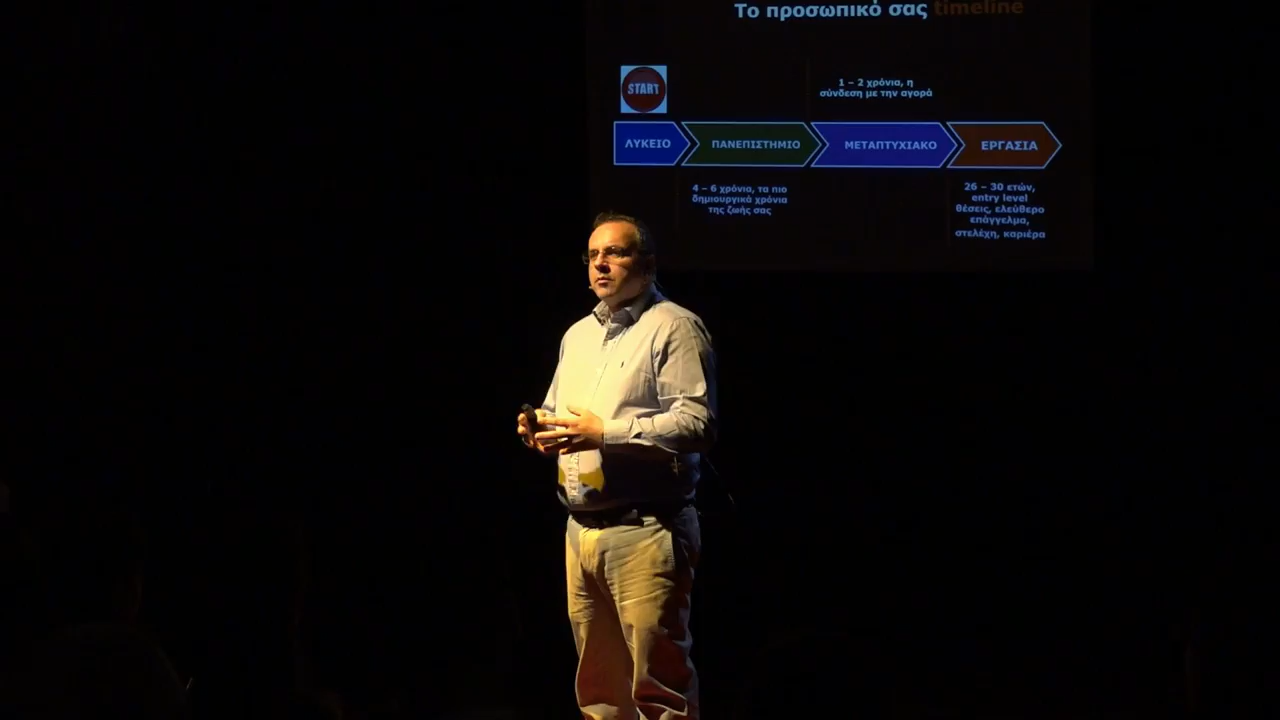 Το προσωπικό σας timeline
START
1 – 2 χρόνια, η
σύνδεση με την αγορά
ΛΥΚΕΙΟ
ΠΑΝΕΠΙΣΤΗΜΙΟ
ΜΕΤΑΠΤΥΧΙΑΚΟ
ΕΡΓΑΣΙΑ
4 – 6 χρόνια, τα πιο
δημιουργικά χρόνια
της ζωής σας
26 – 30 ετών,
entry level
θέσεις, ελεύθερο
επάγγελμα,
στελέχη, καριέρα